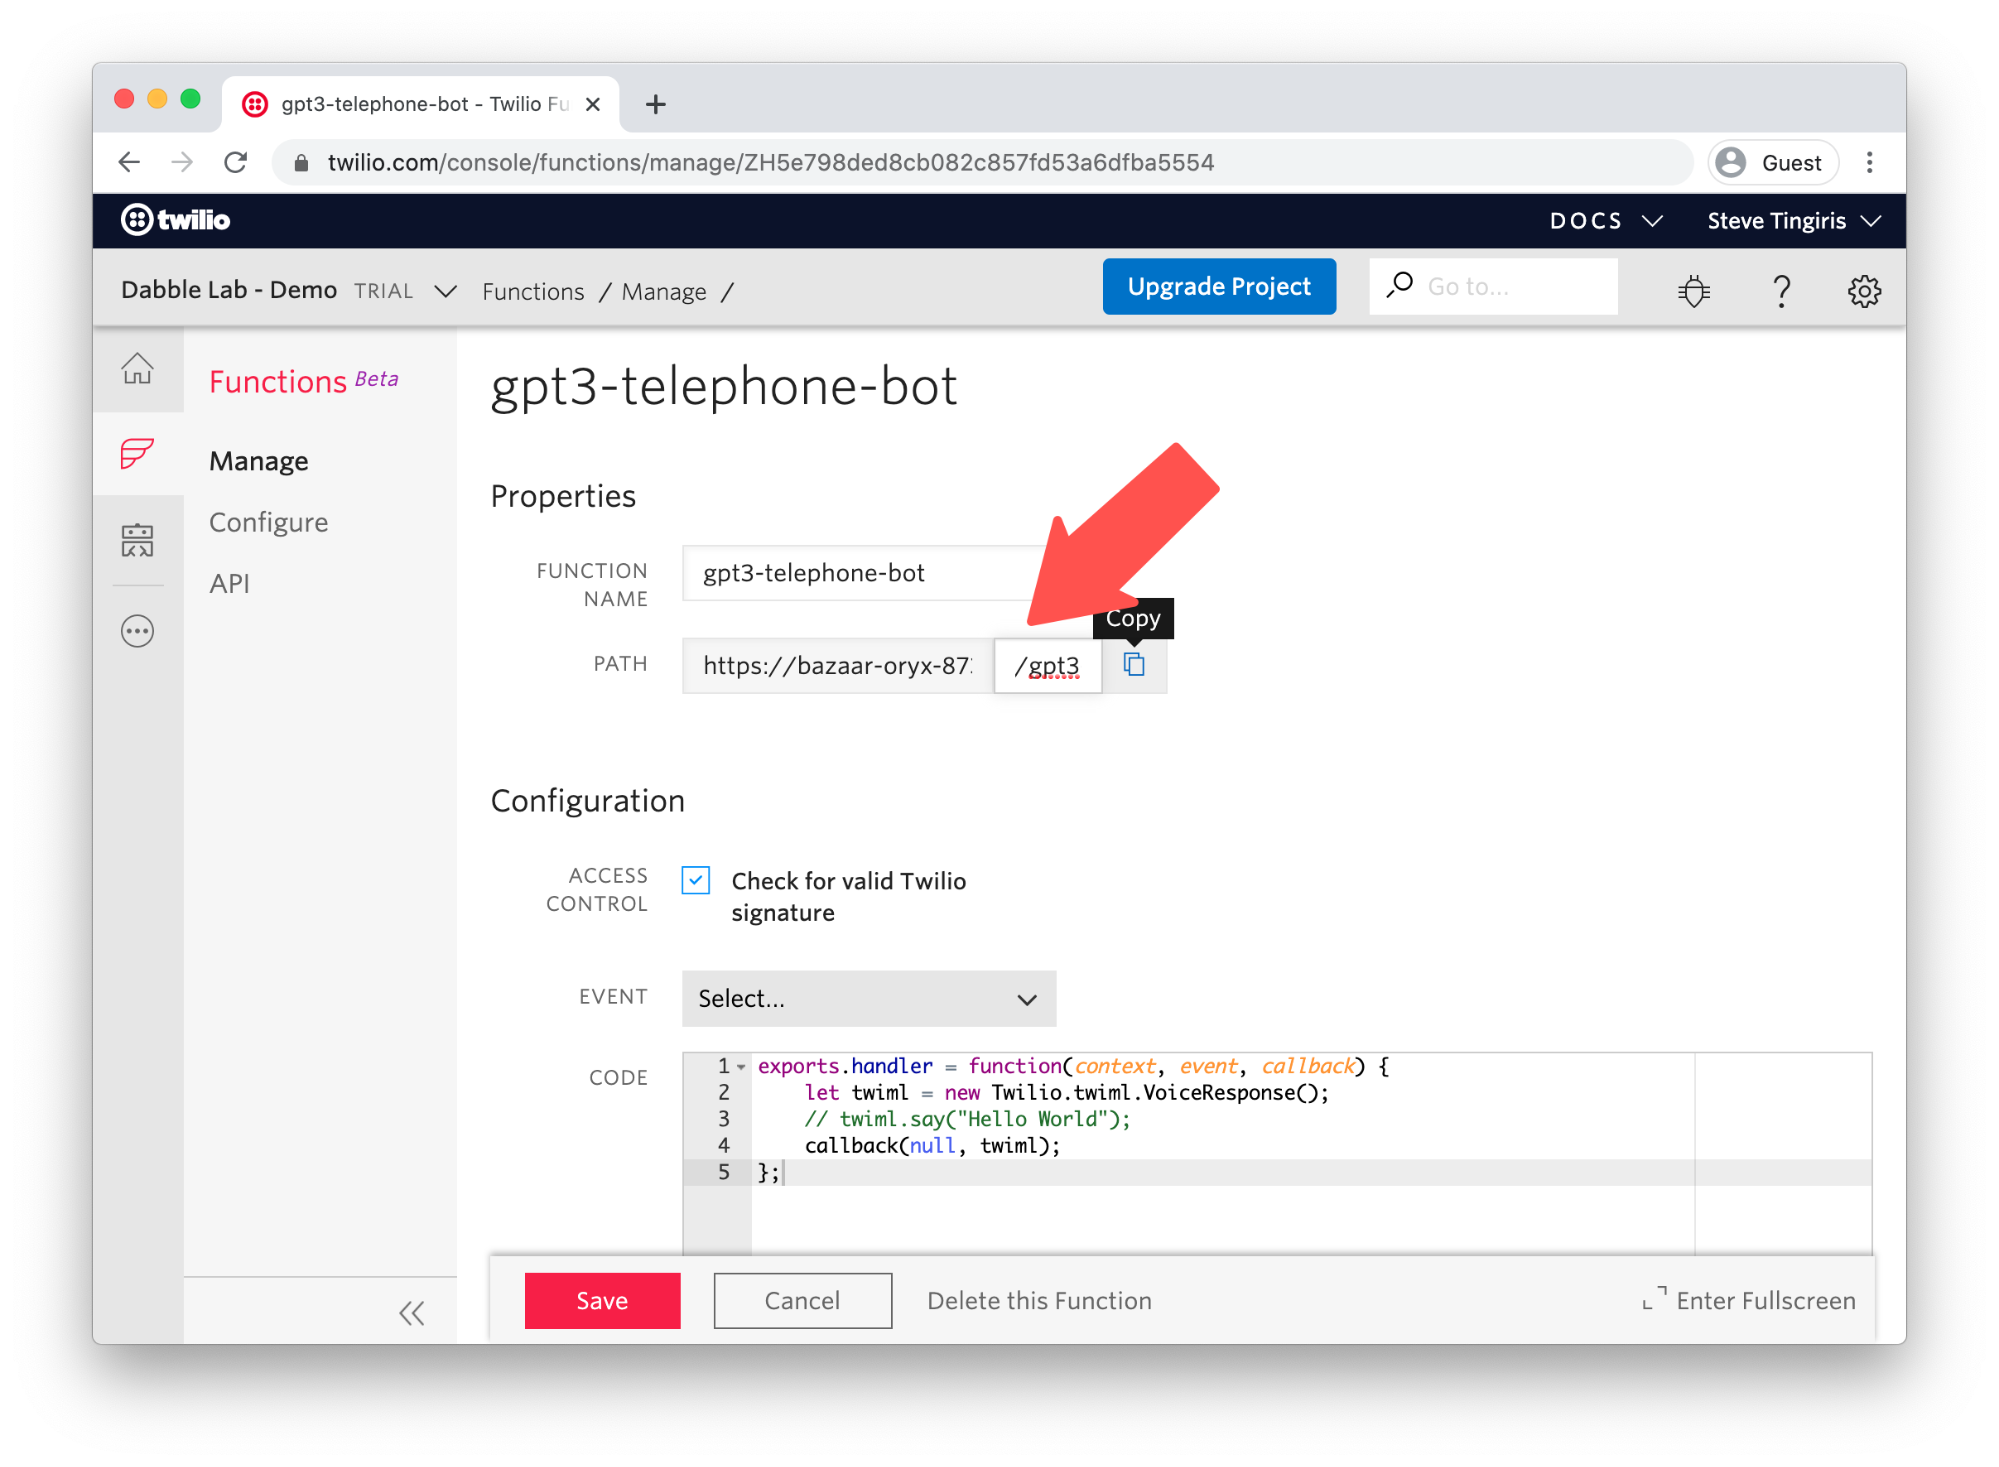 gpt3-telephone-bot - Twilio Fu
twilio.com/console/functions/manage/ZH5e798ded8cb082c857fd53a6dfba5554
Guest
twilio
DOCS
Steve Tingiris
Dabble Lab - Demo TRIAL
Functions / Manage /
Upgrade Project
Go to...
Functions Beta
Manage
Configure
API
gpt3-telephone-bot
Properties
FUNCTION
NAME
gpt3-telephone-bot
Copy
PATH
https://bazaar-oryx-87
/gpt3
Configuration
ACCESS
CONTROL
Check for valid Twilio
signature
EVENT
Select...
CODE
1 exports.handler = function(context, event, callback) {
2 let twiml = new Twilio.twiml.VoiceResponse();
3 // twiml.say("Hello World");
4 callback(null, twiml);
5 };
Save
Cancel
Delete this Function
Enter Fullscreen